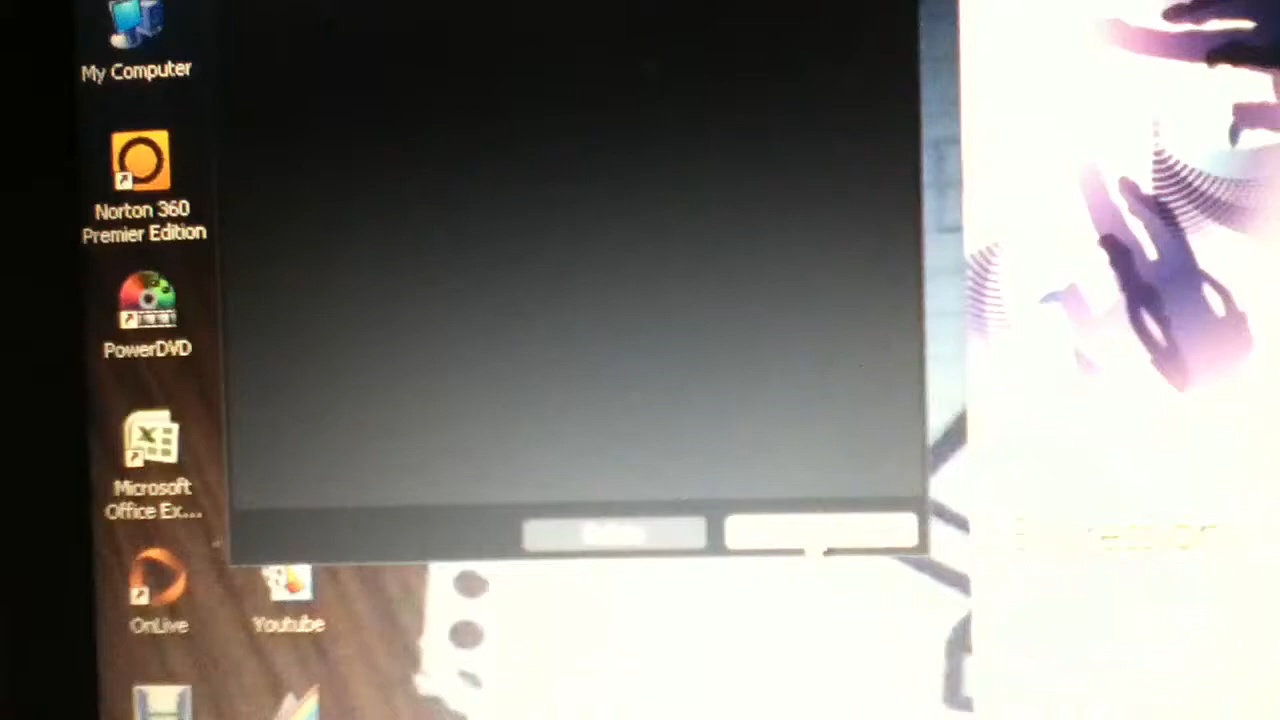 My Computer
Norton 360
Premier Edition
PowerDVD
Microsoft
Office Ex...
OnLive
Youtube